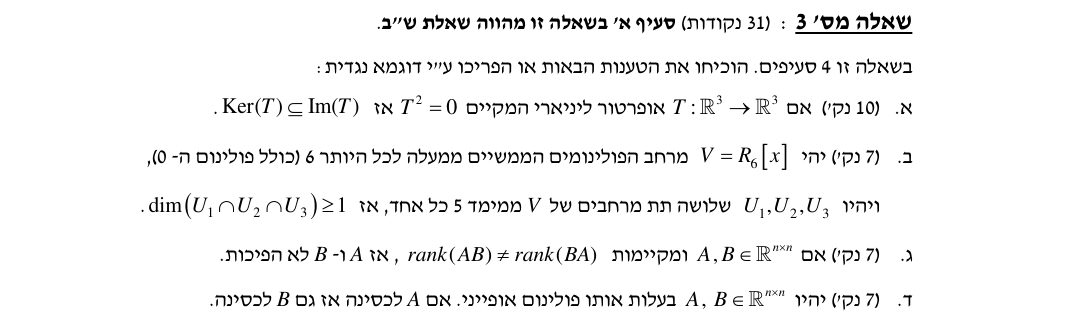 שאלה מס' 3 : (31 נקודות) סעיף א' בשאלה זו מהווה שאלת ש"ב.
בשאלה זו 4 סעיפים. הוכיחו את הטענות הבאות או הפריכו ע"י דוגמא נגדית:
א. (10 נק') אם T : ℝ³ → ℝ³ אופרטור ליניארי המקיים T² = 0 אז Ker(T) ⊆ Im(T) .
ב. (7 נק') יהי V = R₆[x] מרחב הפולינומים הממשיים ממעלה לכל היותר 6 (כולל פולינום ה- 0),
ויהיו U₁,U₂,U₃ שלושה תת מרחבים של V ממימד 5 כל אחד, אז dim(U₁∩U₂∩U₃) ≥ 1 .
ג. (7 נק') אם A,B ∈ ℝⁿˣⁿ ומקיימות rank(AB) ≠ rank(BA) , אז A ו- B לא הפיכות.
ד. (7 נק') יהיו A, B ∈ ℝⁿˣⁿ בעלות אותו פולינום אופייני. אם A לכסינה אז גם B לכסינה.